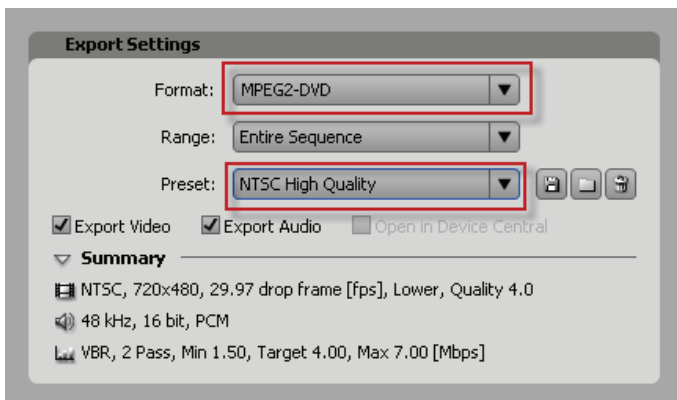 Export Settings
Format: MPEG2-DVD
Range: Entire Sequence
Preset: NTSC High Quality
Export Video Export Audio Open in Device Central
Summary
NTSC, 720x480, 29.97 drop frame [fps], Lower, Quality 4.0
48 kHz, 16 bit, PCM
VBR, 2 Pass, Min 1.50, Target 4.00, Max 7.00 [Mbps]